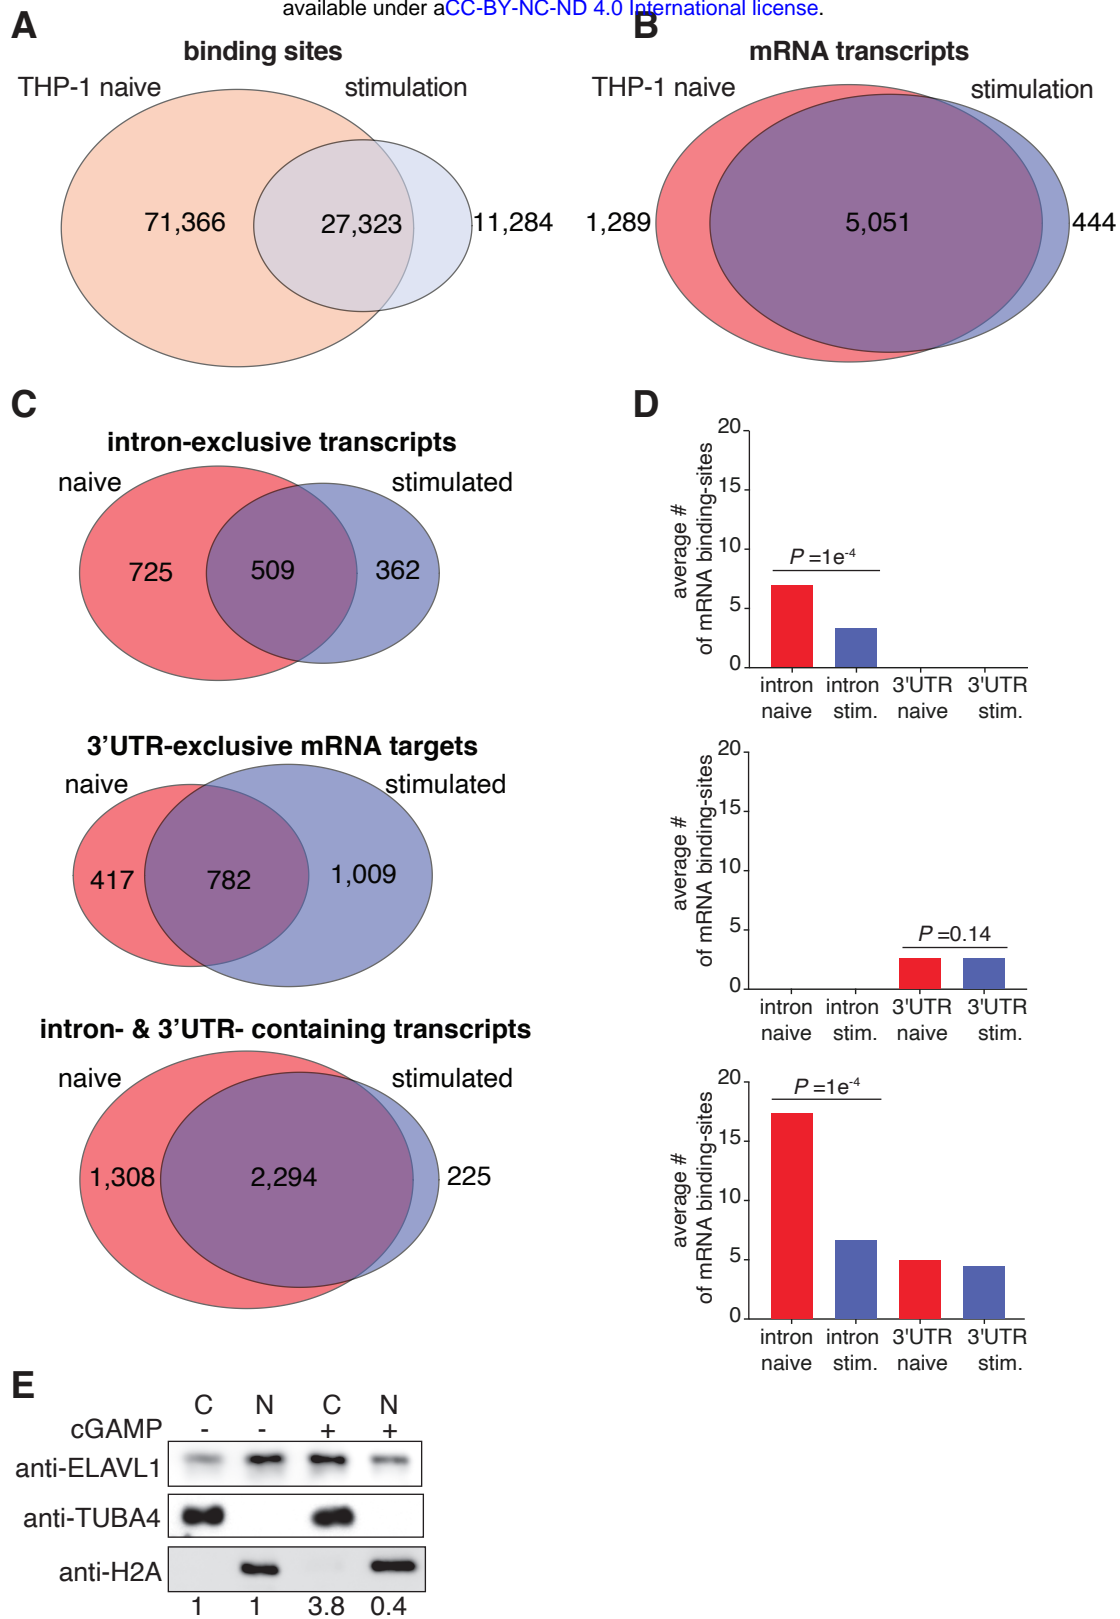 available under aCC-BY-NC-ND 4.0 International license.
A
binding sites
THP-1 naive
stimulation
71,366
27,323
11,284
B
mRNA transcripts
THP-1 naive
stimulation
1,289
5,051
444
C
intron-exclusive transcripts
naive
stimulated
725
509
362
3’UTR-exclusive mRNA targets
naive
stimulated
417
782
1,009
intron- & 3’UTR- containing transcripts
naive
stimulated
1,308
2,294
225
D
average #
of mRNA binding-sites
20
15
10
5
0
P =1e-4
intron naive
intron stim.
3'UTR naive
3'UTR stim.
average #
of mRNA binding-sites
20
15
10
5
0
P =0.14
intron naive
intron stim.
3'UTR naive
3'UTR stim.
average #
of mRNA binding-sites
20
15
10
5
0
P =1e-4
intron naive
intron stim.
3'UTR naive
3'UTR stim.
E
C N C N
cGAMP - - + +
anti-ELAVL1
anti-TUBA4
anti-H2A
1 1 3.8 0.4